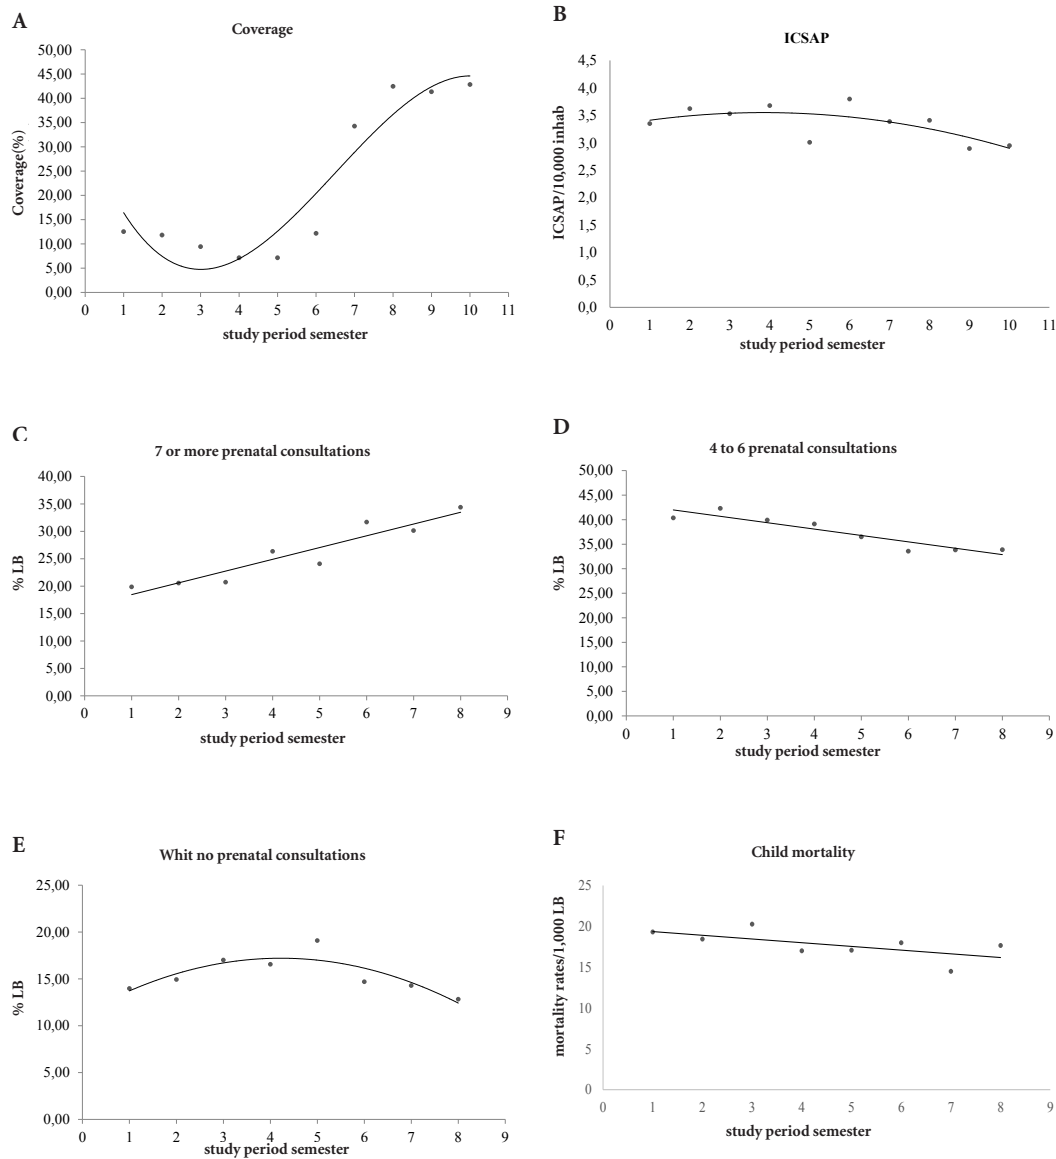 A
Coverage
50,00
45,00
40,00
35,00
30,00
25,00
20,00
15,00
10,00
5,00
0,00
Coverage(%)
0 1 2 3 4 5 6 7 8 9 10 11
study period semester
B
ICSAP
4,5
4,0
3,5
3,0
2,5
2,0
1,5
1,0
0,5
0,0
ICSAP/10,000 inhab
0 1 2 3 4 5 6 7 8 9 10 11
study period semester
C
7 or more prenatal consultations
40,00
35,00
30,00
25,00
20,00
15,00
10,00
5,00
0,00
% LB
0 1 2 3 4 5 6 7 8 9
study period semester
D
4 to 6 prenatal consultations
50,00
45,00
40,00
35,00
30,00
25,00
20,00
15,00
10,00
5,00
0,00
% LB
0 1 2 3 4 5 6 7 8 9
study period semester
E
Whit no prenatal consultations
25,00
20,00
15,00
10,00
5,00
0,00
% LB
0 1 2 3 4 5 6 7 8 9
study period semester
F
Child mortality
25
20
15
10
5
0
mortality rates/1,000 LB
0 1 2 3 4 5 6 7 8 9
study period semester